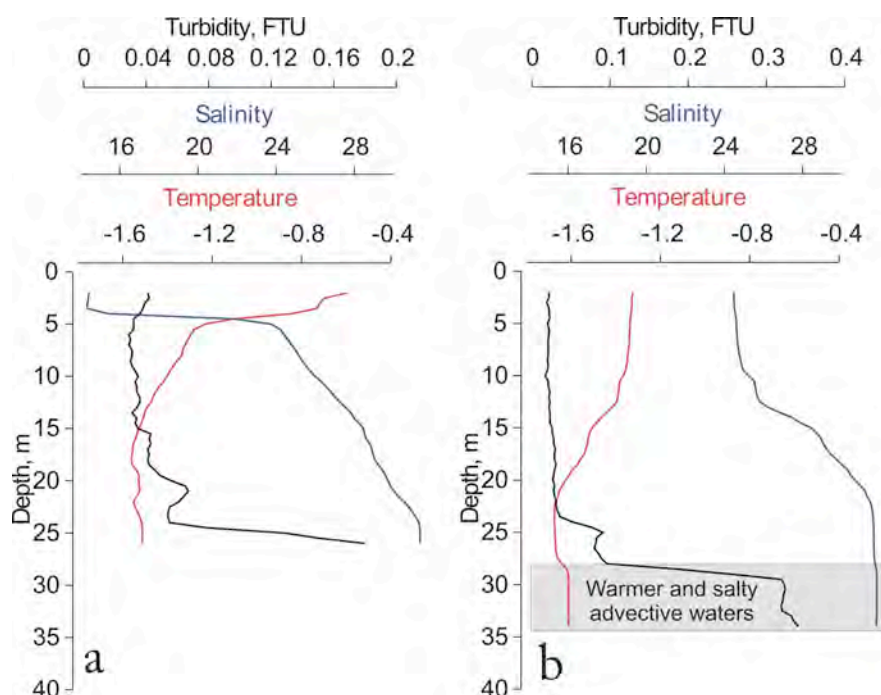 Turbidity, FTU
0 0.04 0.08 0.12 0.16 0.2
Salinity
16 20 24 28
Temperature
-1.6 -1.2 -0.8 -0.4
Depth, m
0
5
10
15
20
25
30
35
40
a
Turbidity, FTU
0 0.1 0.2 0.3 0.4
Salinity
16 20 24 28
Temperature
-1.6 -1.2 -0.8 -0.4
Depth, m
0
5
10
15
20
25
30
35
40
Warmer and salty
advective waters
b